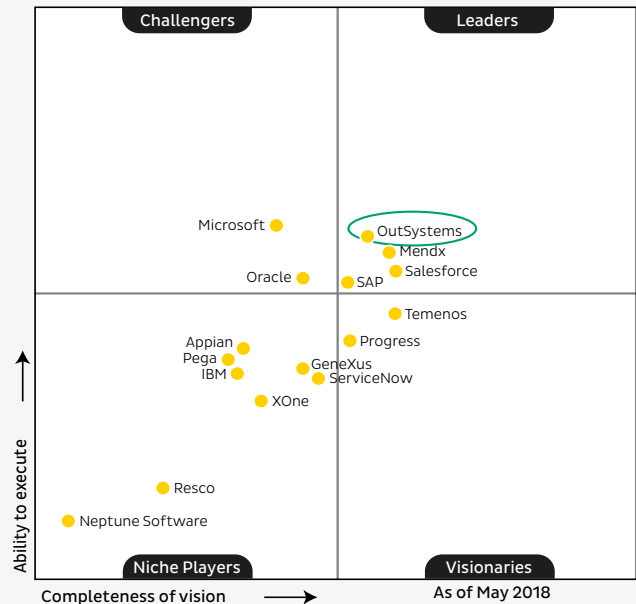 Challengers
Leaders
Microsoft
OutSystems
Mendx
Oracle
Salesforce
SAP
Temenos
Progress
Appian
Pega
IBM
GeneXus
ServiceNow
XOne
Resco
Neptune Software
Ability to execute
Niche Players
Visionaries
Completeness of vision
As of May 2018